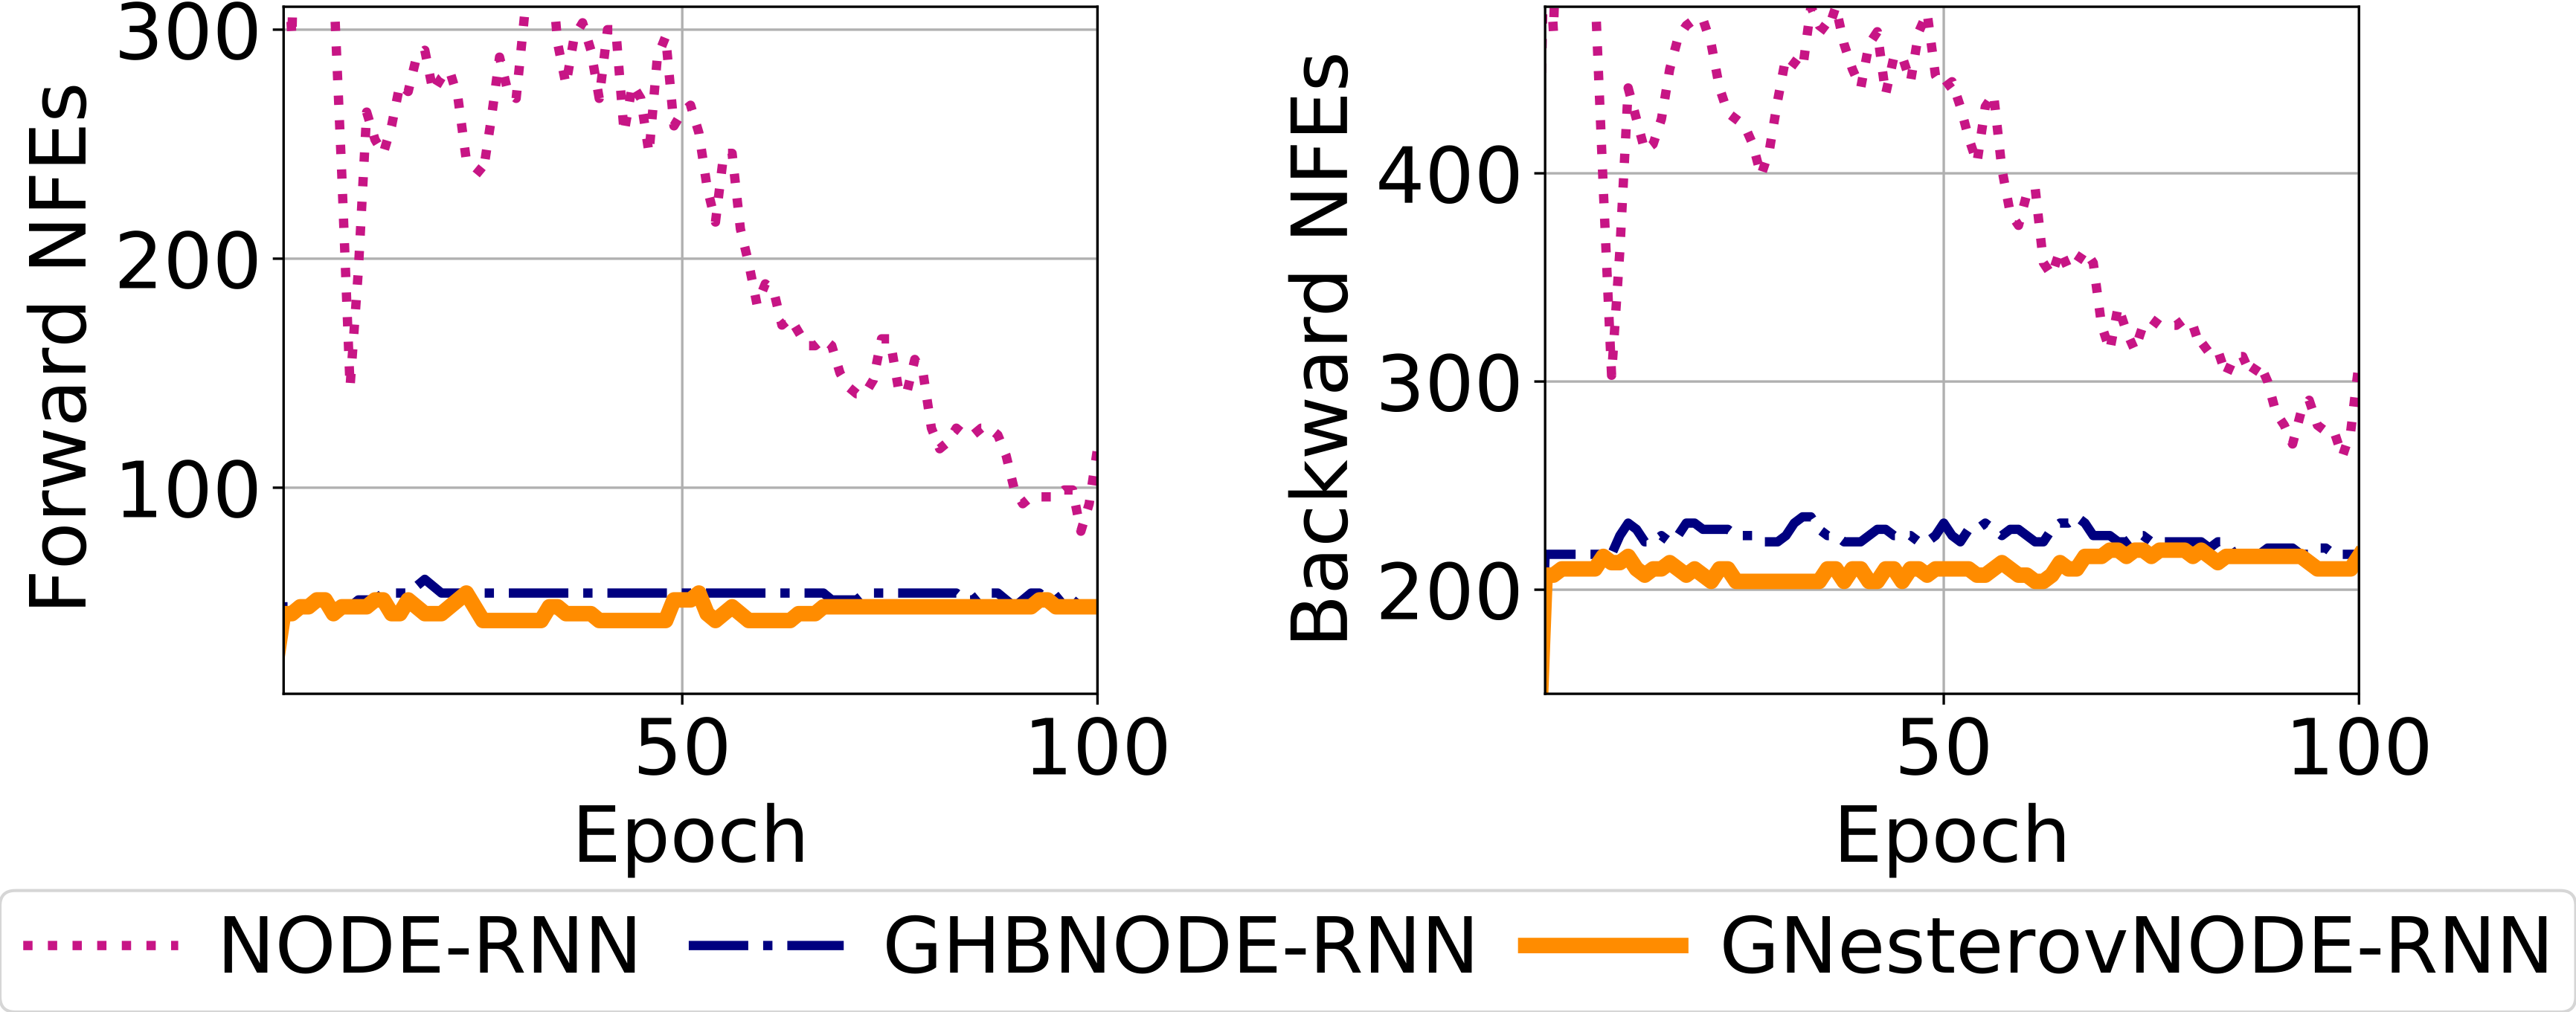 Forward NFEs
300
200
100
50
100
Epoch
Backward NFEs
400
300
200
50
100
Epoch
NODE-RNN
GHBNODE-RNN
GNesterovNODE-RNN